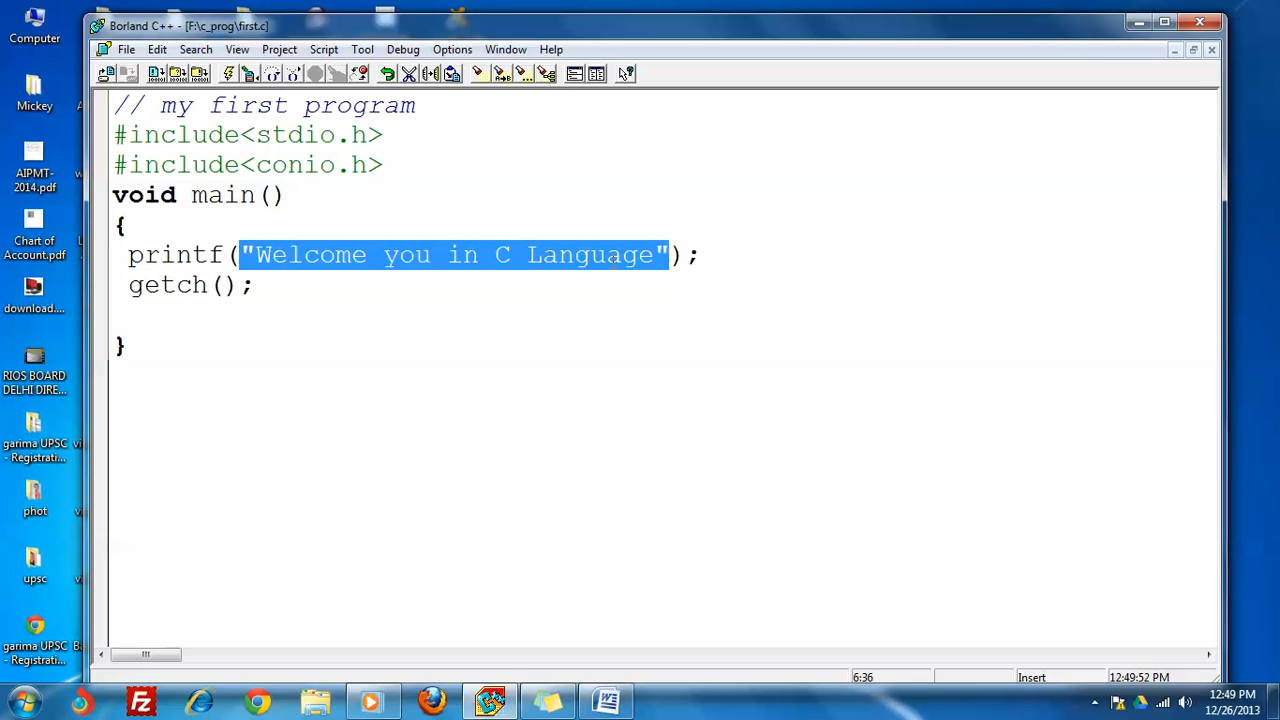 Computer
Mickey
AIPMT-
2014.pdf
Chart of
Account.pdf
download....
RIOS BOARD
DELHI DIRE...
garima UPSC
- Registrati...
phot
upsc
garima UPSC
- Registrati...
Borland C++ - [F:\c_prog\first.c]
File Edit Search View Project Script Tool Debug Options Window Help
// my first program
#include<stdio.h>
#include<conio.h>
void main()
{
printf("Welcome you in C Language");
getch();
}
6:36 Insert 12:49:52 PM
12:49 PM
12/26/2013